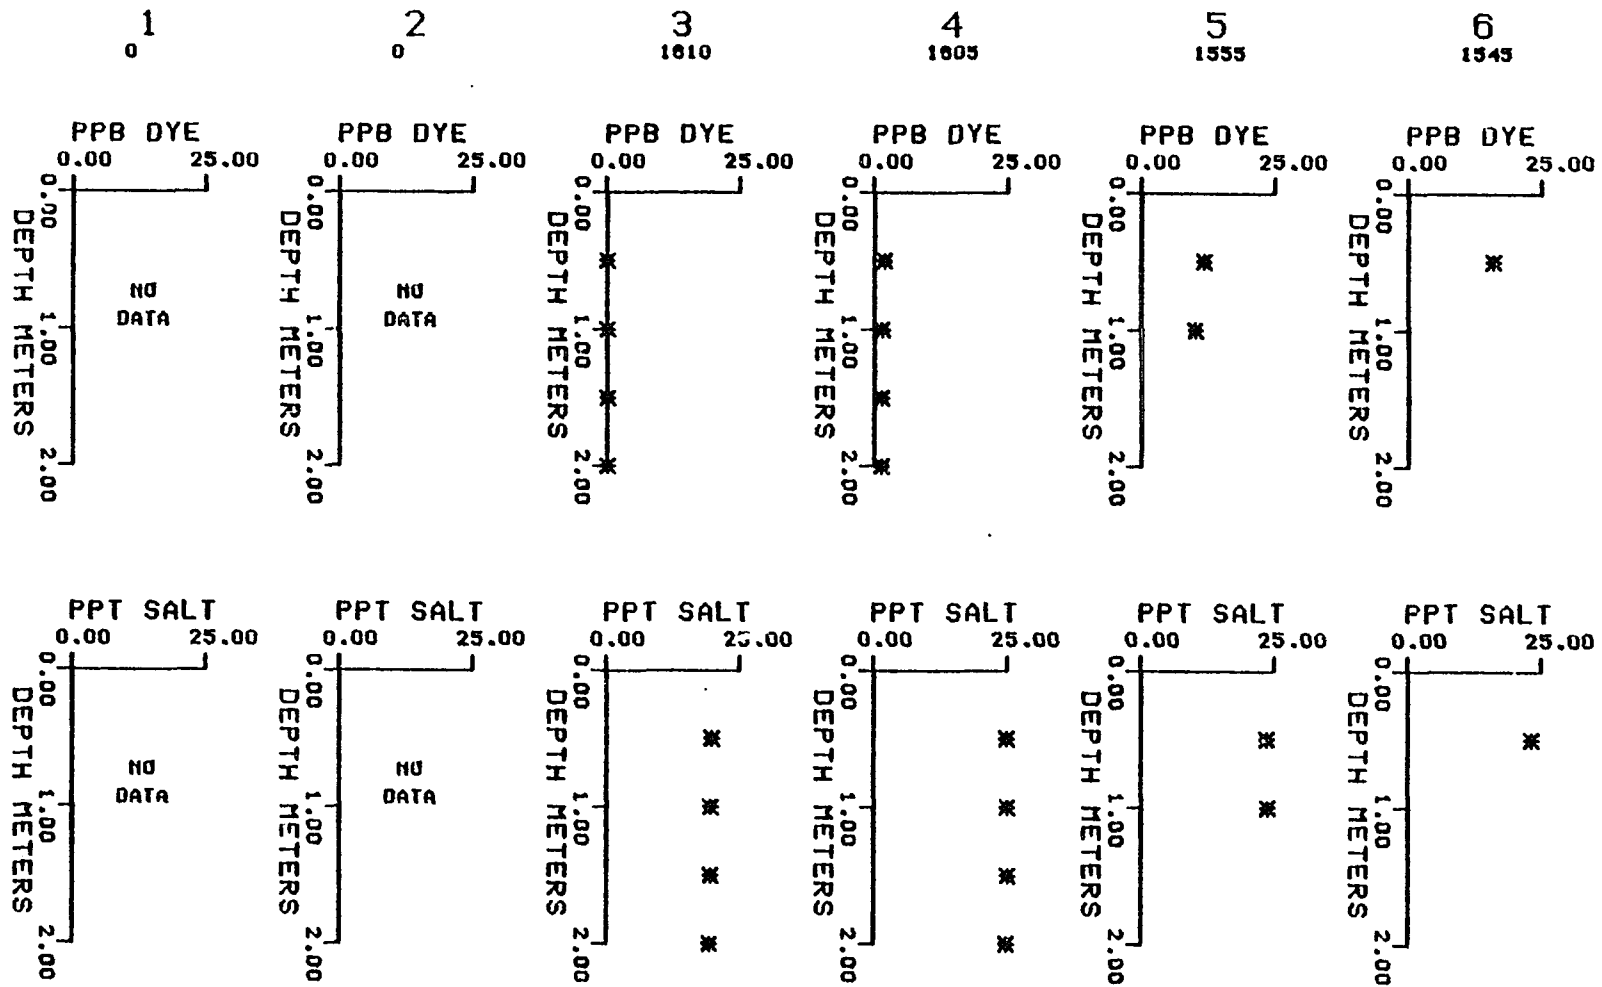 1 2 3 4 5 6
0 0 1610 1605 1555 1545
PPB DYE PPB DYE PPB DYE PPB DYE PPB DYE PPB DYE
0.00 25.00 0.00 25.00 0.00 25.00 0.00 25.00 0.00 25.00 0.00 25.00
DEPTH METERS 0.00 1.00 2.00
NO
DATA
DEPTH METERS 0.00 1.00 2.00
NO
DATA
DEPTH METERS 0.00 1.00 2.00
DEPTH METERS 0.00 1.00 2.00
DEPTH METERS 0.00 1.00 2.00
DEPTH METERS 0.00 1.00 2.00
PPT SALT PPT SALT PPT SALT PPT SALT PPT SALT PPT SALT
0.00 25.00 0.00 25.00 0.00 25.00 0.00 25.00 0.00 25.00 0.00 25.00
DEPTH METERS 0.00 1.00 2.00
NO
DATA
DEPTH METERS 0.00 1.00 2.00
NO
DATA
DEPTH METERS 0.00 1.00 2.00
DEPTH METERS 0.00 1.00 2.00
DEPTH METERS 0.00 1.00 2.00
DEPTH METERS 0.00 1.00 2.00